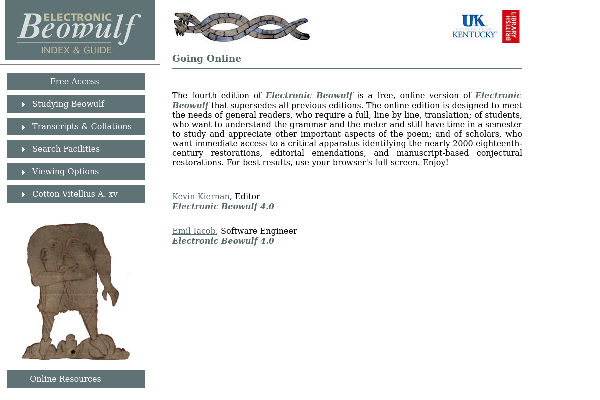 ELECTRONIC
Beowulf
INDEX & GUIDE
Free Access
Studying Beowulf
Transcripts & Collations
Search Facilities
Viewing Options
Cotton Vitellius A. xv
Online Resources
UK
KENTUCKY
BRITISH
LIBRARY
Going Online
The fourth edition of Electronic Beowulf is a free, online version of Electronic
Beowulf that supersedes all previous editions. The online edition is designed to meet
the needs of general readers, who require a full, line by line, translation; of students,
who want to understand the grammar and the meter and still have time in a semester
to study and appreciate other important aspects of the poem; and of scholars, who
want immediate access to a critical apparatus identifying the nearly 2000 eighteenth-
century restorations, editorial emendations, and manuscript-based conjectural
restorations. For best results, use your browser's full screen. Enjoy!
Kevin Kiernan, Editor
Electronic Beowulf 4.0
Emil Iacob, Software Engineer
Electronic Beowulf 4.0